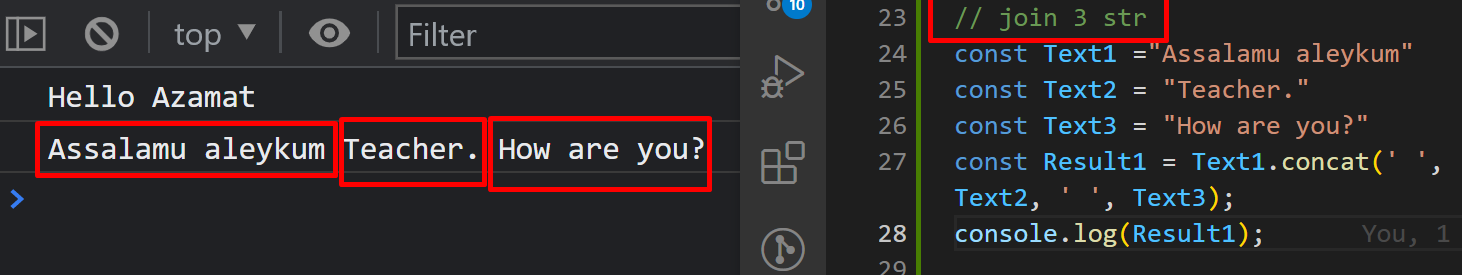 top
Filter
Hello Azamat
Assalamu aleykum Teacher. How are you?
10
23 // join 3 str
24 const Text1 ="Assalamu aleykum"
25 const Text2 = "Teacher."
26 const Text3 = "How are you?"
27 const Result1 = Text1.concat(' ',
Text2, ' ', Text3);
28 console.log(Result1); You, 1
29